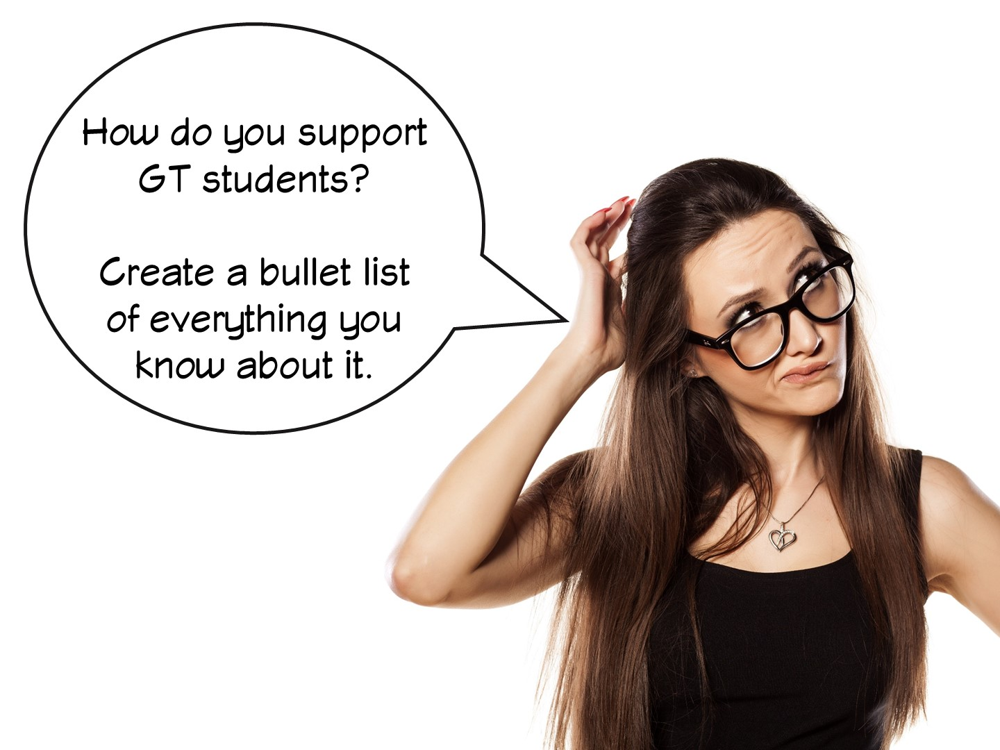 How do you support
GT students?
Create a bullet list
of everything you
know about it.